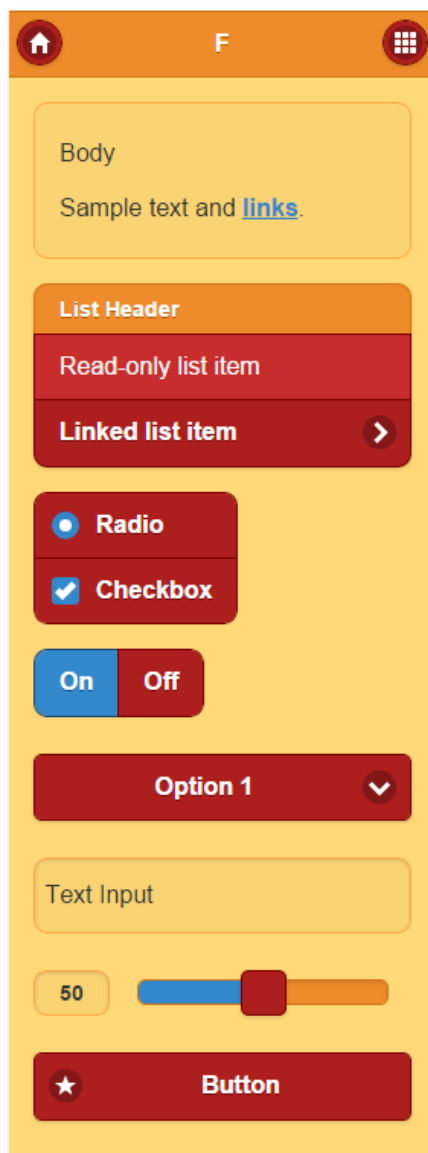 F
Body
Sample text and links.
List Header
Read-only list item
Linked list item
Radio
Checkbox
On Off
Option 1
Text Input
50
Button